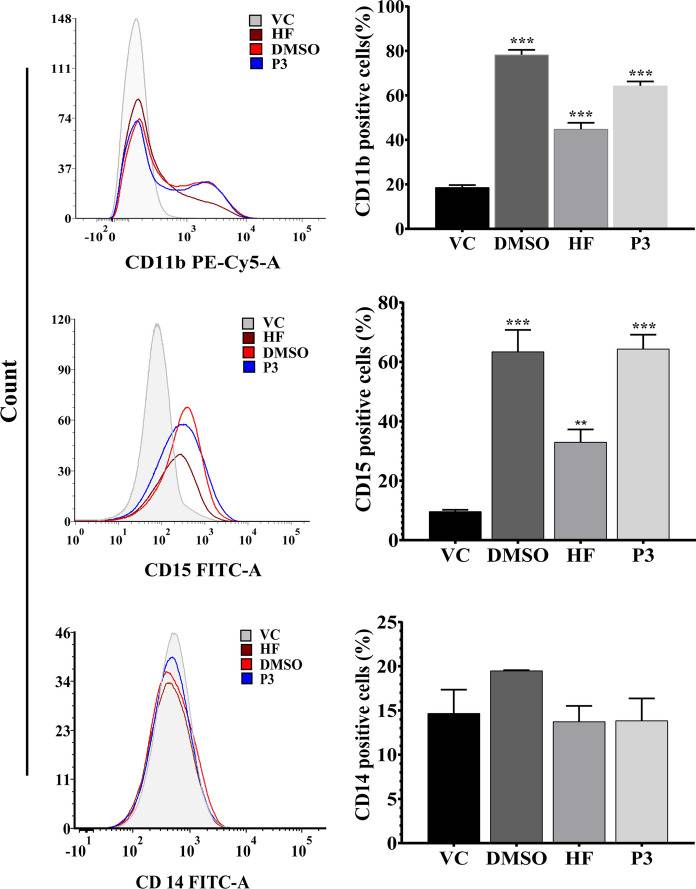 148
111
74
37
0
-10² 0 10³ 10⁴ 10⁵
CD11b PE-Cy5-A
VC
HF
DMSO
P3
CD11b positive cells(%)
100
80
60
40
20
0
***
***
***
VC DMSO HF P3
Count
120
90
60
30
0
10⁰ 10¹ 10² 10³ 10⁴ 10⁵
CD15 FITC-A
VC
HF
DMSO
P3
CD15 positive cells (%)
80
60
40
20
0
***
**
***
VC DMSO HF P3
46
34
23
11
0
-10¹ 10² 10³ 10⁴ 10⁵
CD 14 FITC-A
VC
HF
DMSO
P3
CD14 positive cells (%)
25
20
15
10
5
0
VC DMSO HF P3